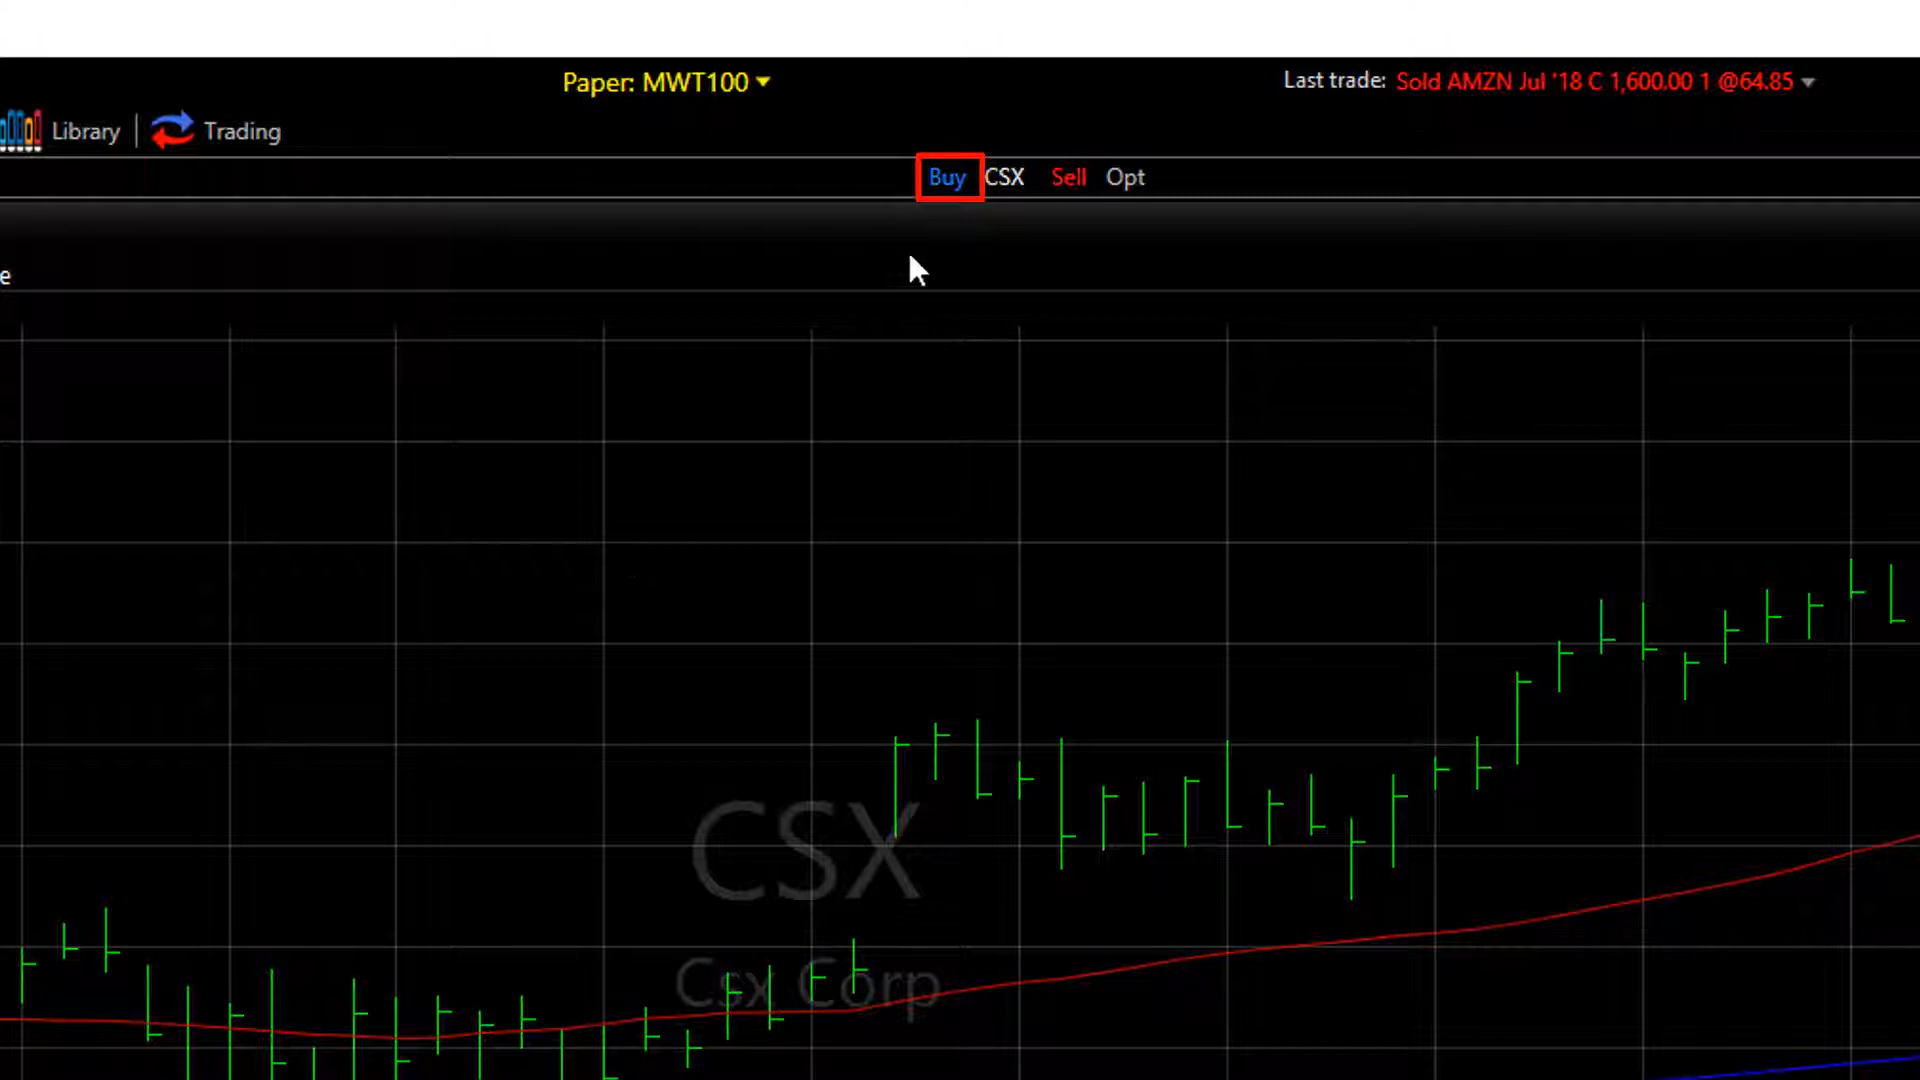 Paper: MWT100
Last trade: Sold AMZN Jul '18 C 1,600.00 1 @64.85
Library Trading
Buy CSX Sell Opt
e
CSX
Csx Corp